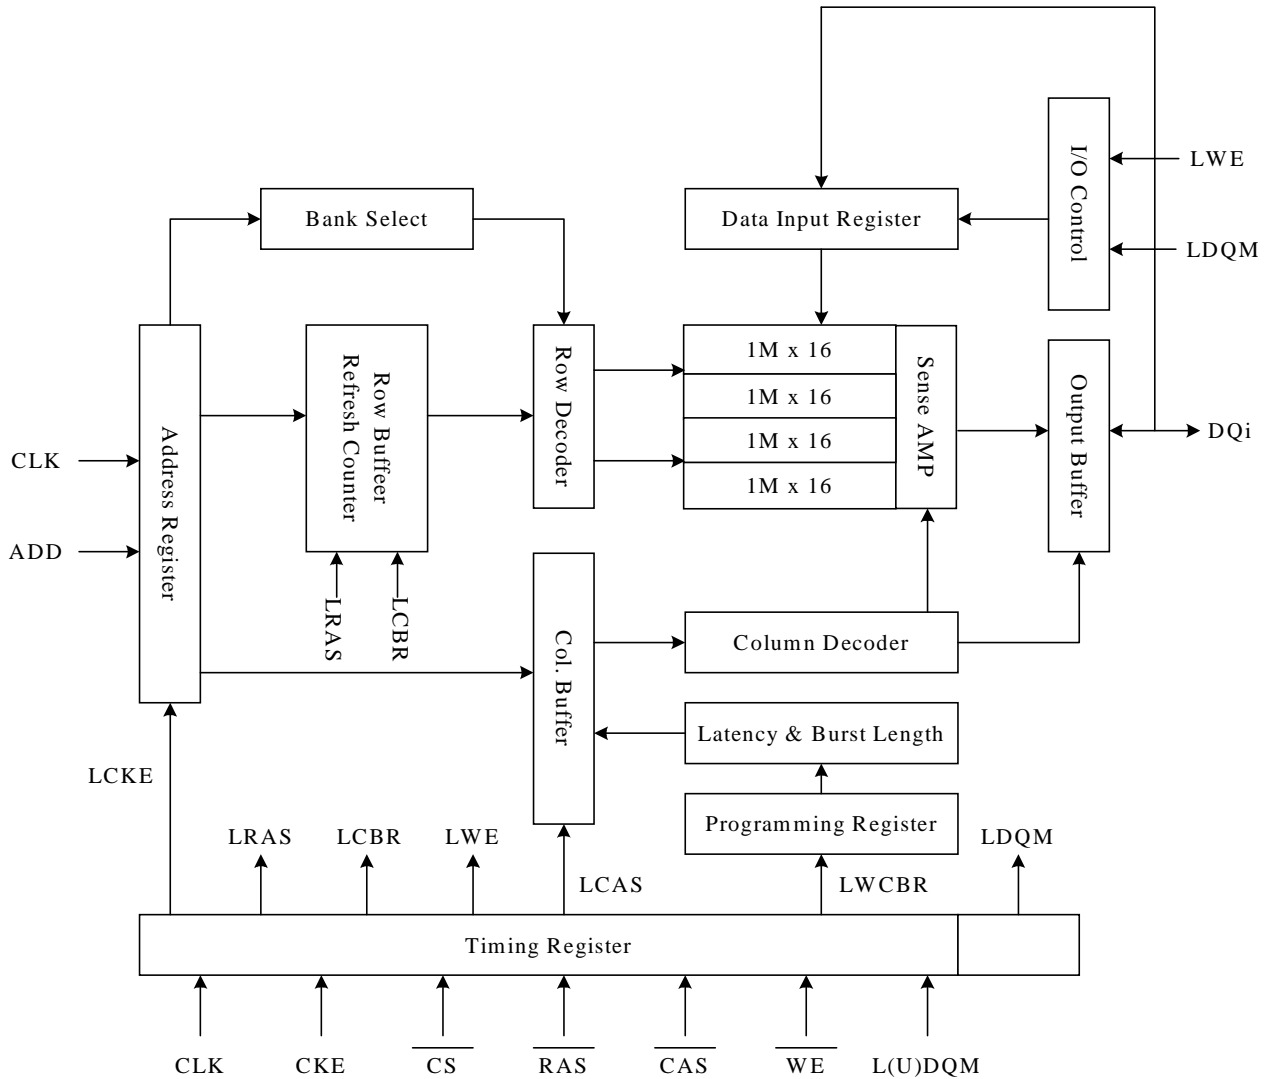 I/O Control
LWE
LDQM
Bank Select
Data Input Register
Address Register
Row Buffeer
Refresh Counter
Row Decoder
1M x 16
1M x 16
1M x 16
1M x 16
Sense AMP
Output Buffer
DQi
CLK
ADD
LRAS
LCBR
Col. Buffer
Column Decoder
Latency & Burst Length
Programming Register
LCKE
LRAS
LCBR
LWE
LCAS
LWCBR
LDQM
Timing Register
CLK
CKE
CS
RAS
CAS
WE
L(U)DQM